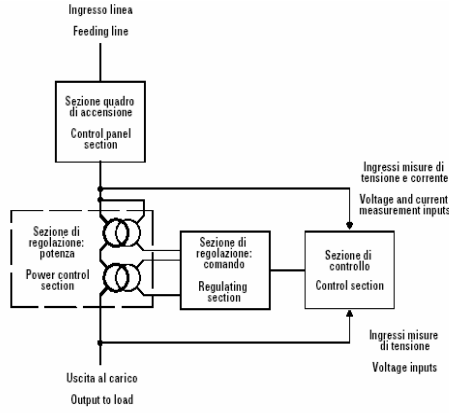 Ingresso linea
Feeding line
Sezione quadro
di accensione
Control panel
section
Ingressi misure di
tensione e corrente
Voltage and current
measurement inputs
Sezione di
regolazione:
potenza
Power control
section
Sezione di
regolazione:
comando
Regulating
section
Sezione di
controllo
Control section
Ingressi misure
di tensione
Voltage inputs
Uscita al carico
Output to load